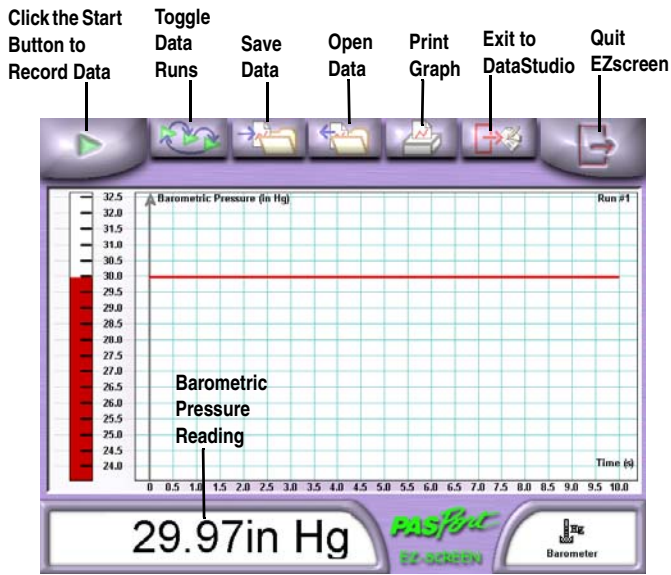 Click the Start
Button to
Record Data
Toggle
Data
Runs
Save
Data
Open
Data
Print
Graph
Exit to
DataStudio
Quit
EZscreen
Barometric Pressure (in Hg)
Run #1
32.5
32.0
31.5
31.0
30.5
30.0
29.5
29.0
28.5
28.0
27.5
27.0
26.5
26.0
25.5
25.0
24.5
24.0
Barometric
Pressure
Reading
Time (s)
0 0.5 1.0 1.5 2.0 2.5 3.0 3.5 4.0 4.5 5.0 5.5 6.0 6.5 7.0 7.5 8.0 8.5 9.0 9.5 10.0
29.97in Hg
PASPort
EZ-SCREEN
Hg
Barometer